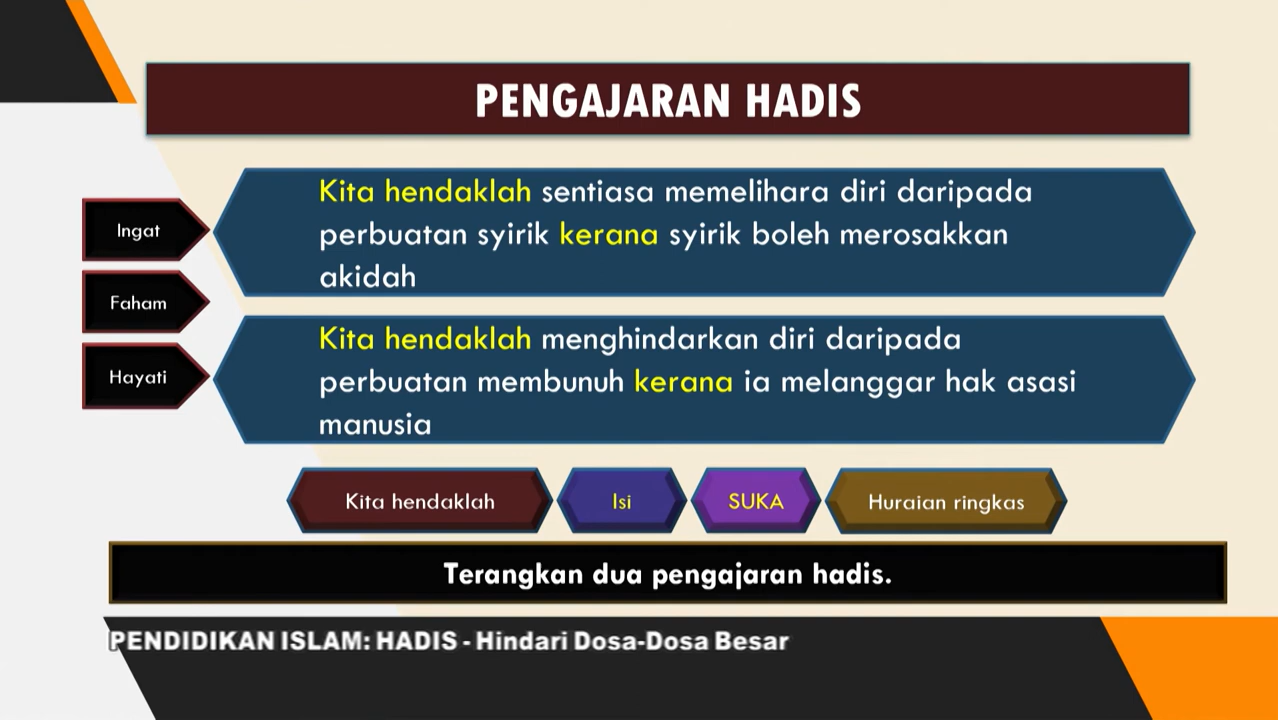 PENGAJARAN HADIS
Ingat
Faham
Hayati
Kita hendaklah sentiasa memelihara diri daripada
perbuatan syirik kerana syirik boleh merosakkan
akidah
Kita hendaklah menghindarkan diri daripada
perbuatan membunuh kerana ia melanggar hak asasi
manusia
Kita hendaklah
Isi
SUKA
Huraian ringkas
Terangkan dua pengajaran hadis.
PENDIDIKAN ISLAM: HADIS - Hindari Dosa-Dosa Besar